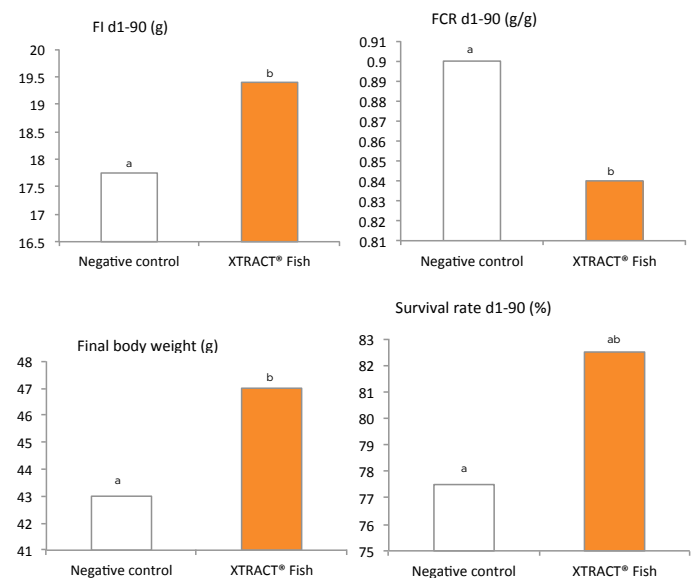 FI d1-90 (g)
20
19.5
19
18.5
18
17.5
17
16.5
a
b
Negative control XTRACT® Fish
FCR d1-90 (g/g)
0.91
0.9
0.89
0.88
0.87
0.86
0.85
0.84
0.83
0.82
0.81
a
b
Negative control XTRACT® Fish
Final body weight (g)
48
47
46
45
44
43
42
41
a
b
Negative control XTRACT® Fish
Survival rate d1-90 (%)
83
82
81
80
79
78
77
76
75
a
ab
Negative control XTRACT® Fish